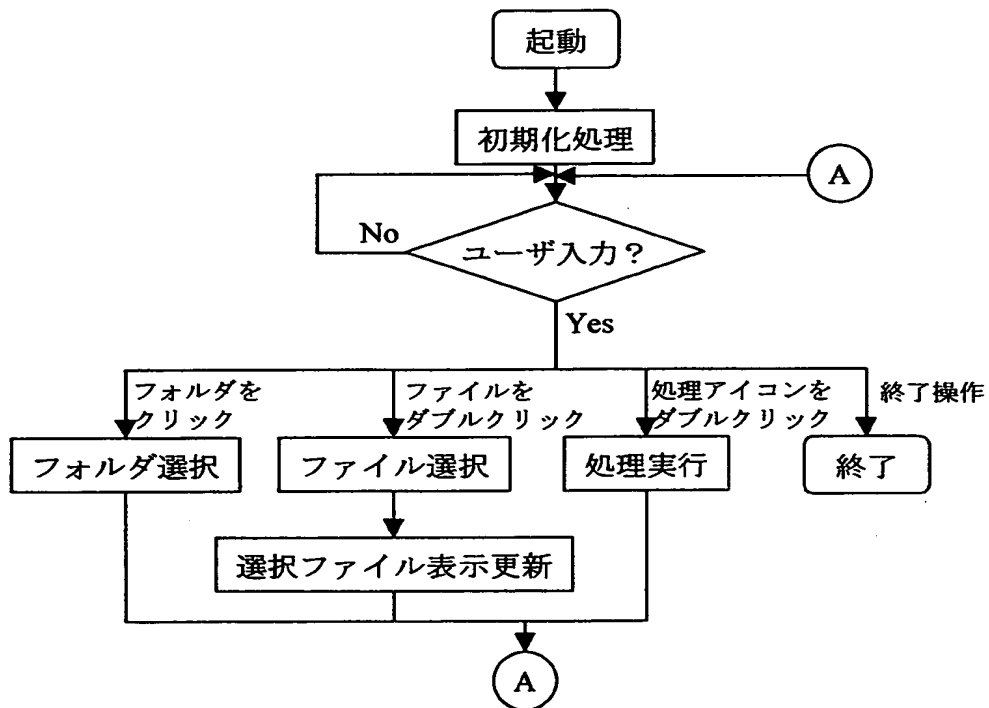 起動
初期化処理
A
No
ユーザ入力？
Yes
フォルダを
クリック
ファイルを
ダブルクリック
処理アイコンを
ダブルクリック
終了操作
フォルダ選択
ファイル選択
処理実行
終了
選択ファイル表示更新
A